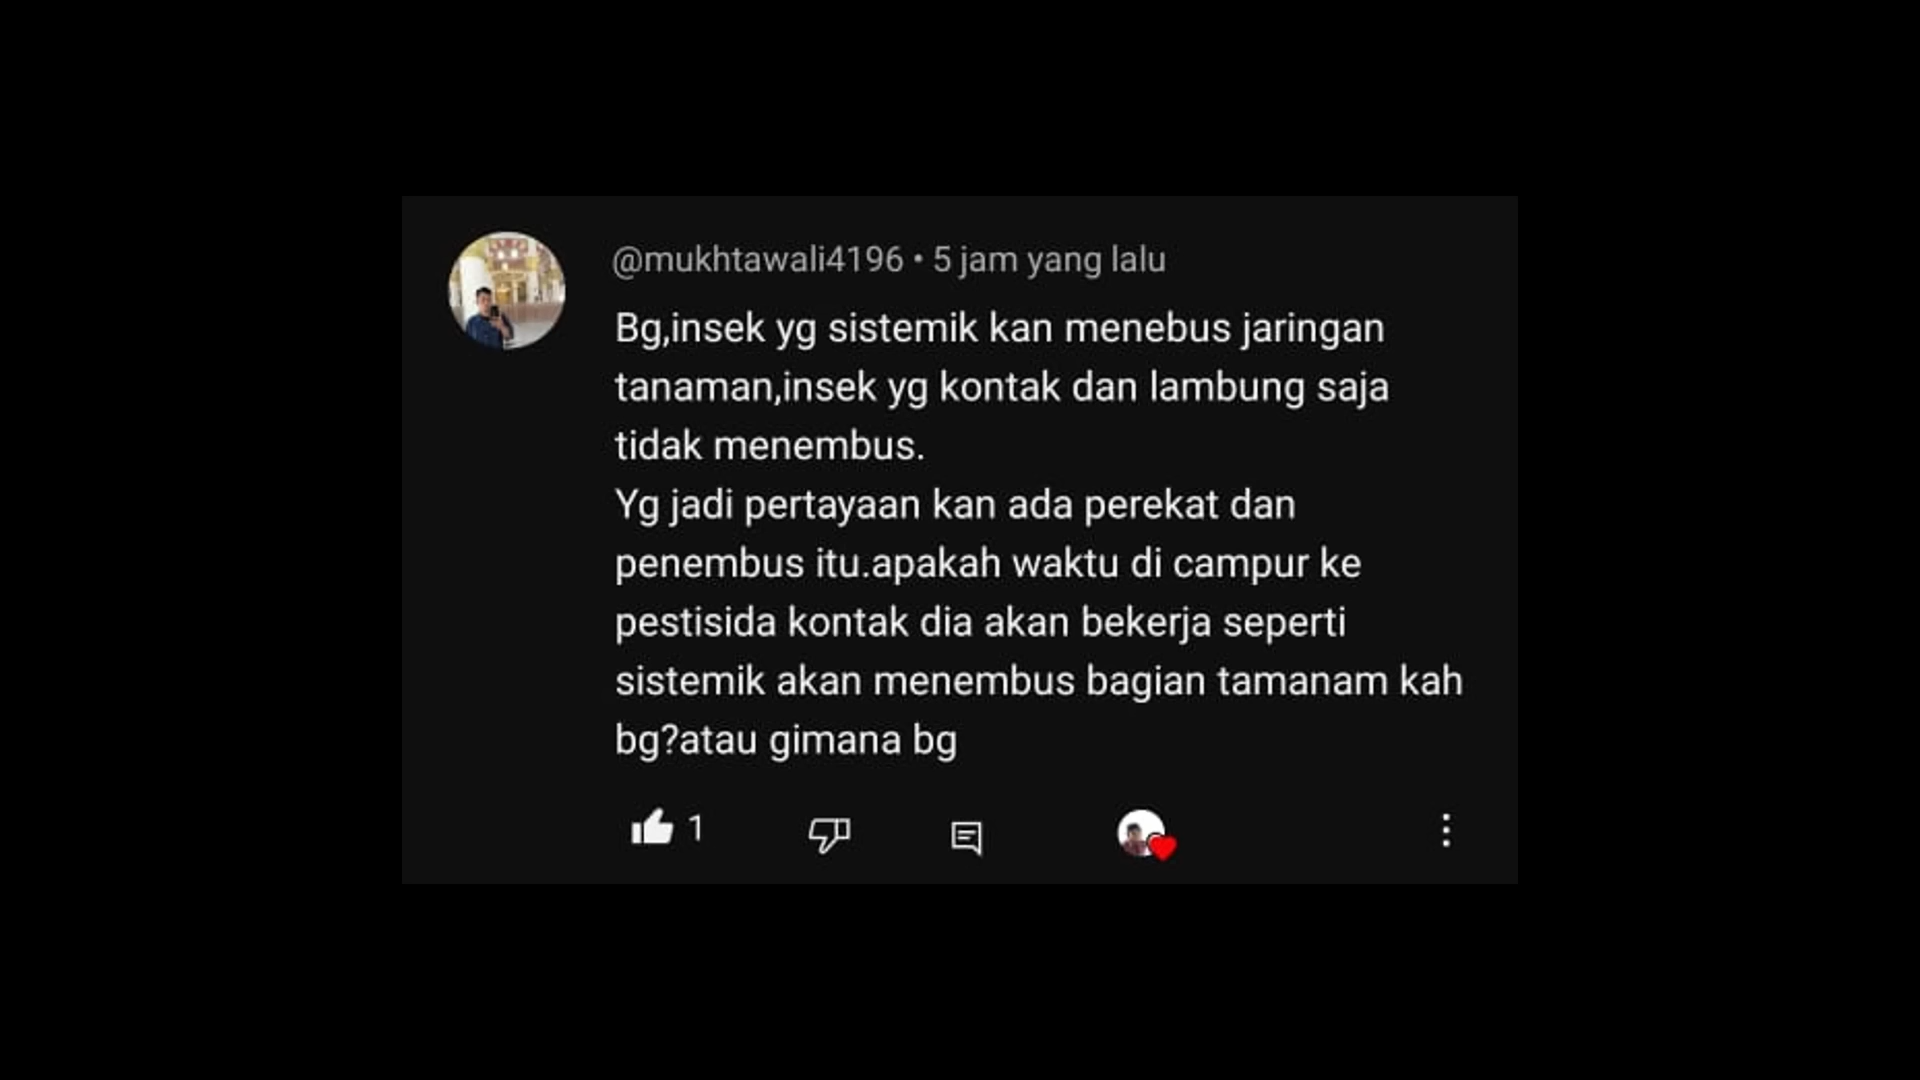 @mukhtawali4196 • 5 jam yang lalu
Bg,insek yg sistemik kan menebus jaringan
tanaman,insek yg kontak dan lambung saja
tidak menembus.
Yg jadi pertayaan kan ada perekat dan
penembus itu.apakah waktu di campur ke
pestisida kontak dia akan bekerja seperti
sistemik akan menembus bagian tamanam kah
bg?atau gimana bg
1